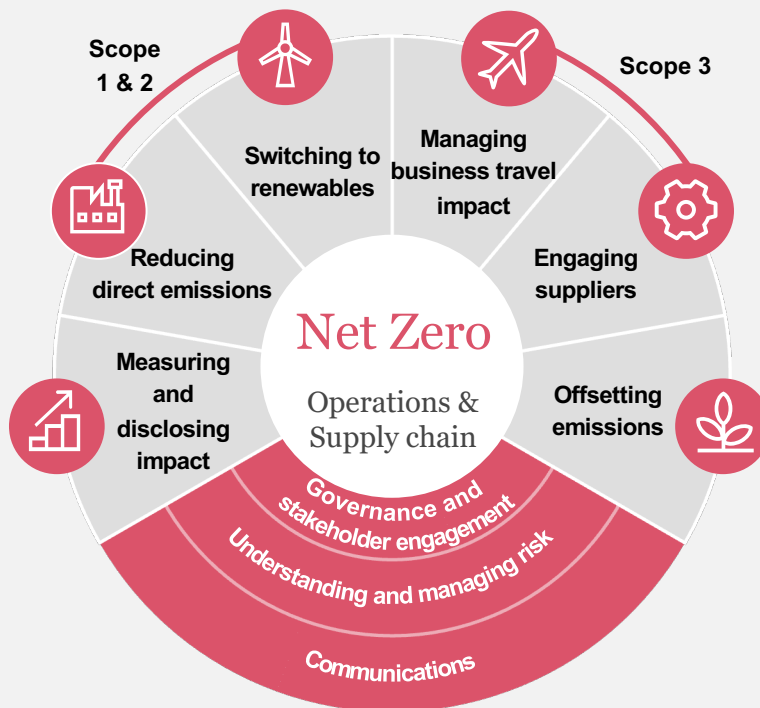 Scope
1 & 2
Scope 3
Switching to
renewables
Managing
business travel
impact
Reducing
direct emissions
Engaging
suppliers
Measuring
and
disclosing
impact
Net Zero
Operations &
Supply chain
Offsetting
emissions
Governance and
stakeholder engagement
Understanding and managing risk
Communications